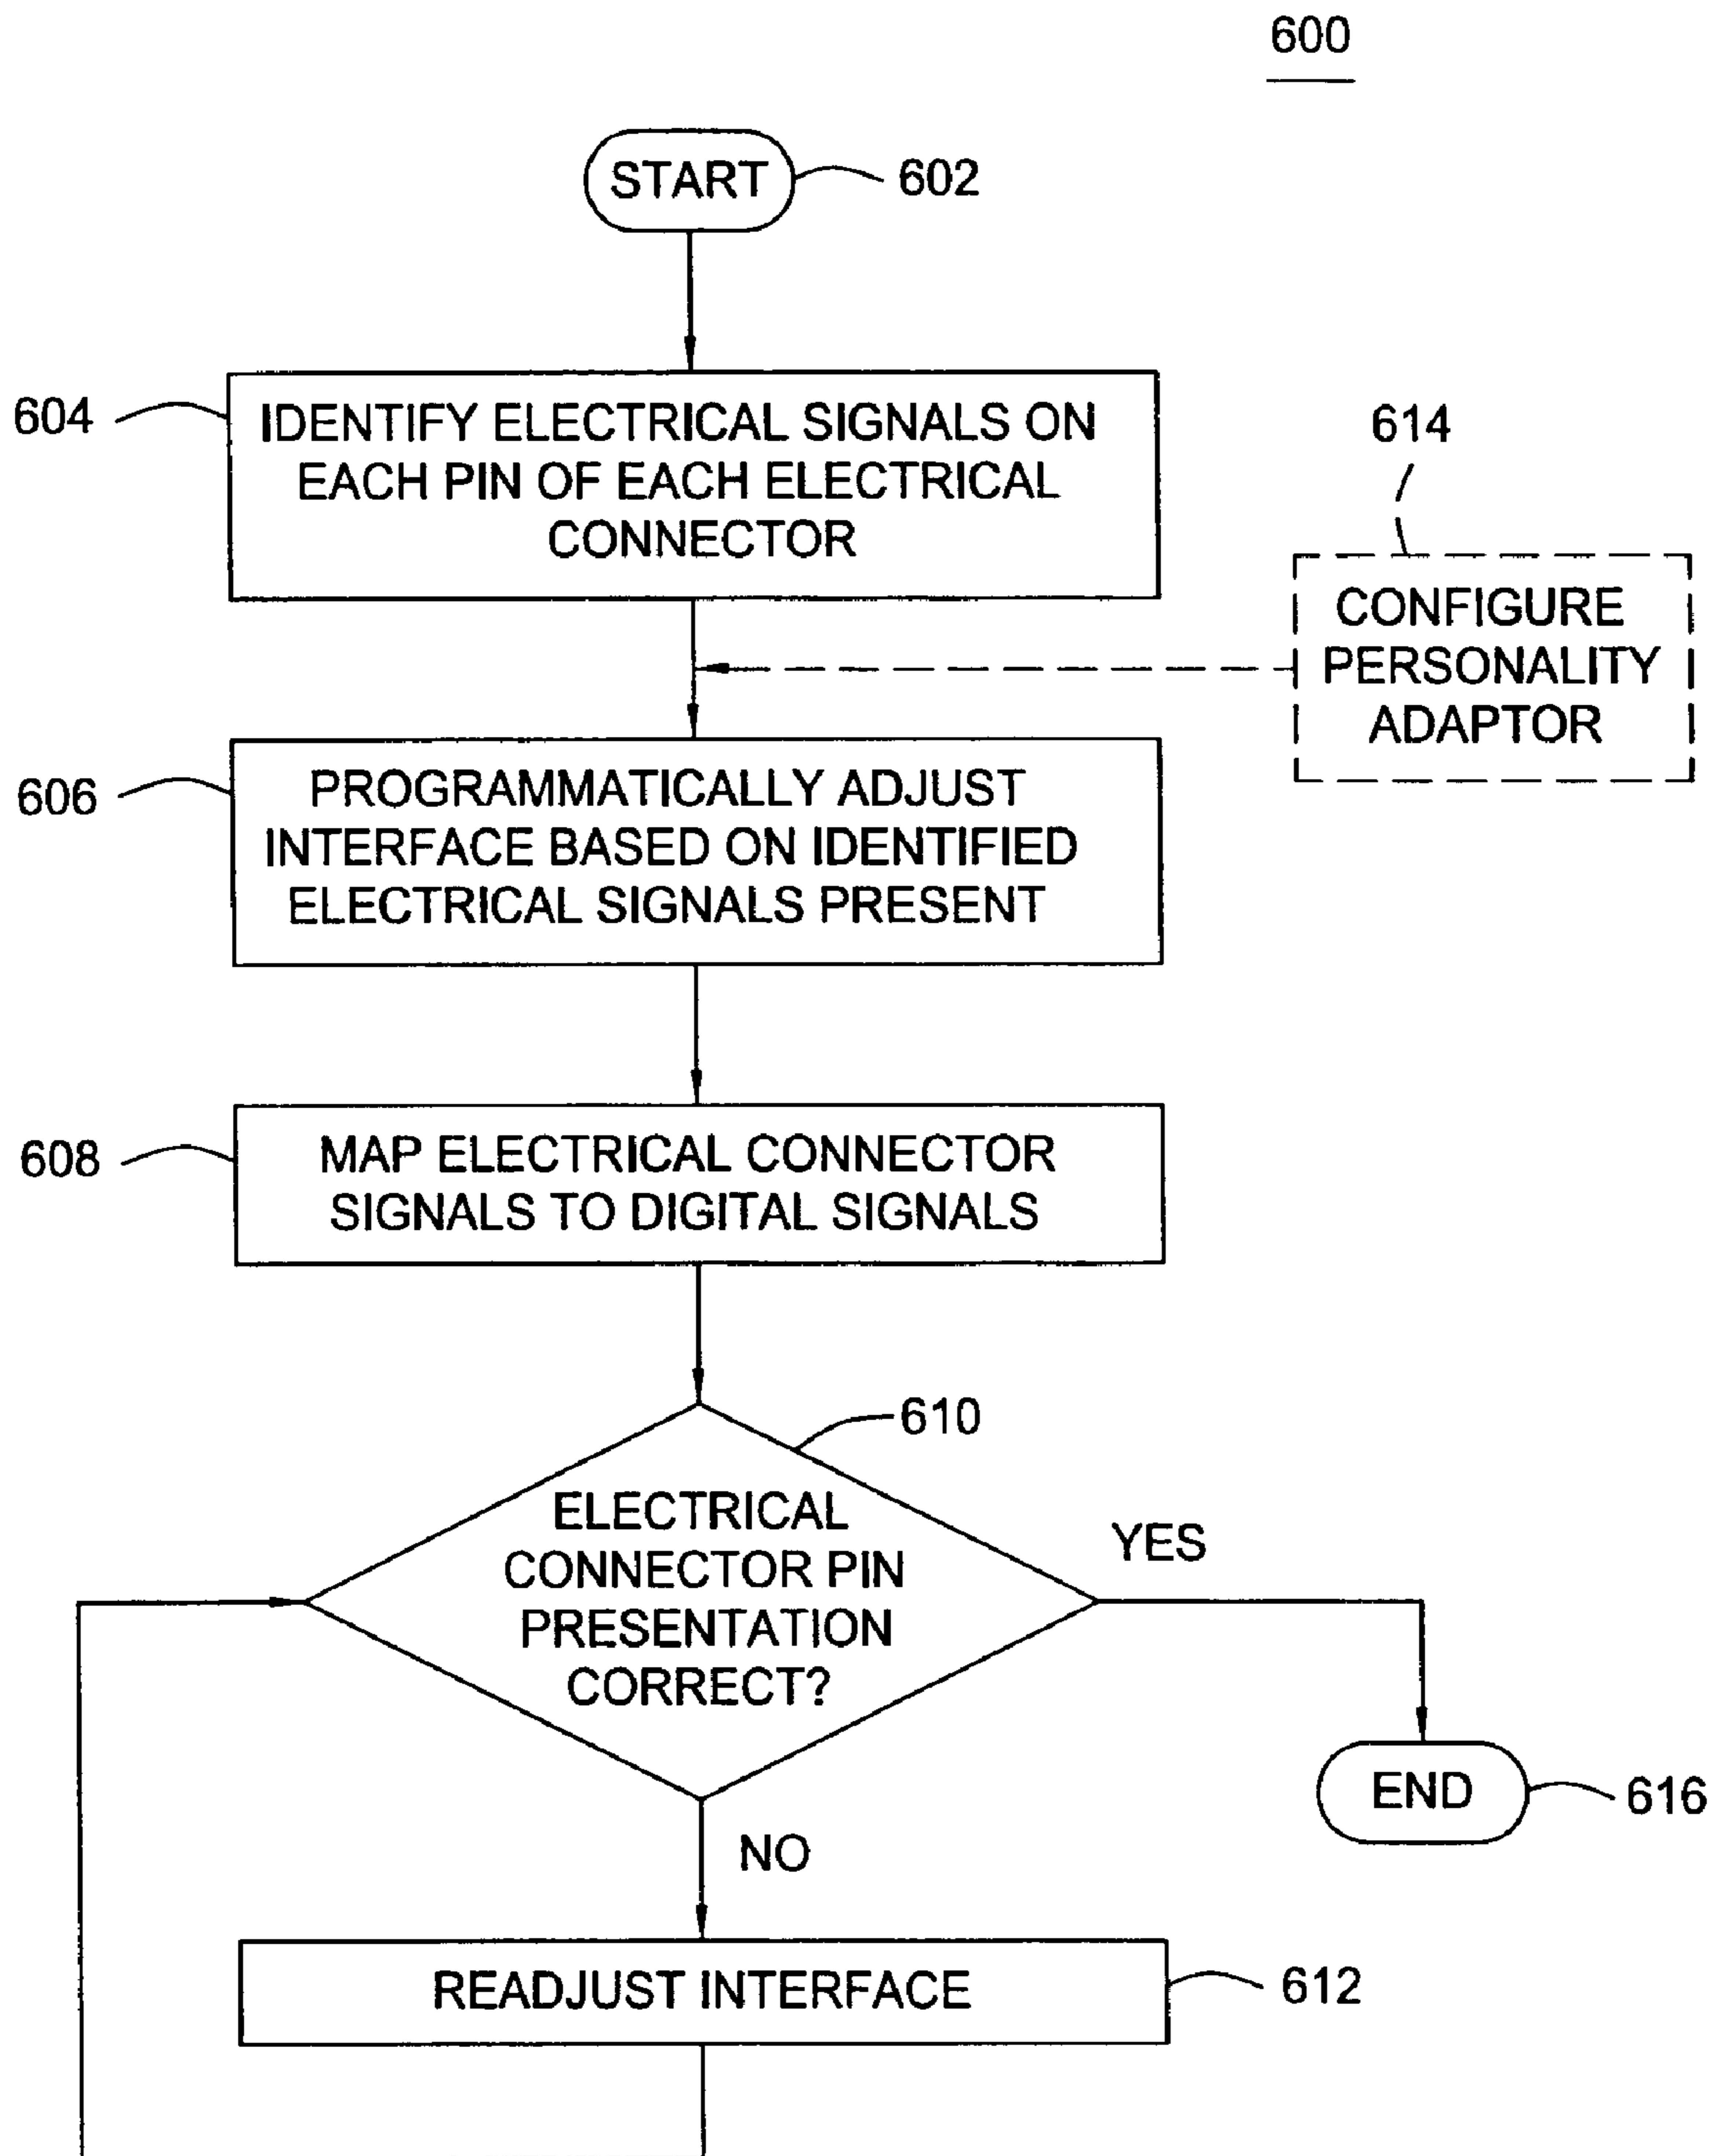 600
START
602
604
IDENTIFY ELECTRICAL SIGNALS ON
EACH PIN OF EACH ELECTRICAL
CONNECTOR
614
CONFIGURE
PERSONALITY
ADAPTOR
606
PROGRAMMATICALLY ADJUST
INTERFACE BASED ON IDENTIFIED
ELECTRICAL SIGNALS PRESENT
608
MAP ELECTRICAL CONNECTOR
SIGNALS TO DIGITAL SIGNALS
610
ELECTRICAL
CONNECTOR PIN
PRESENTATION
CORRECT?
YES
END
616
NO
READJUST INTERFACE
612